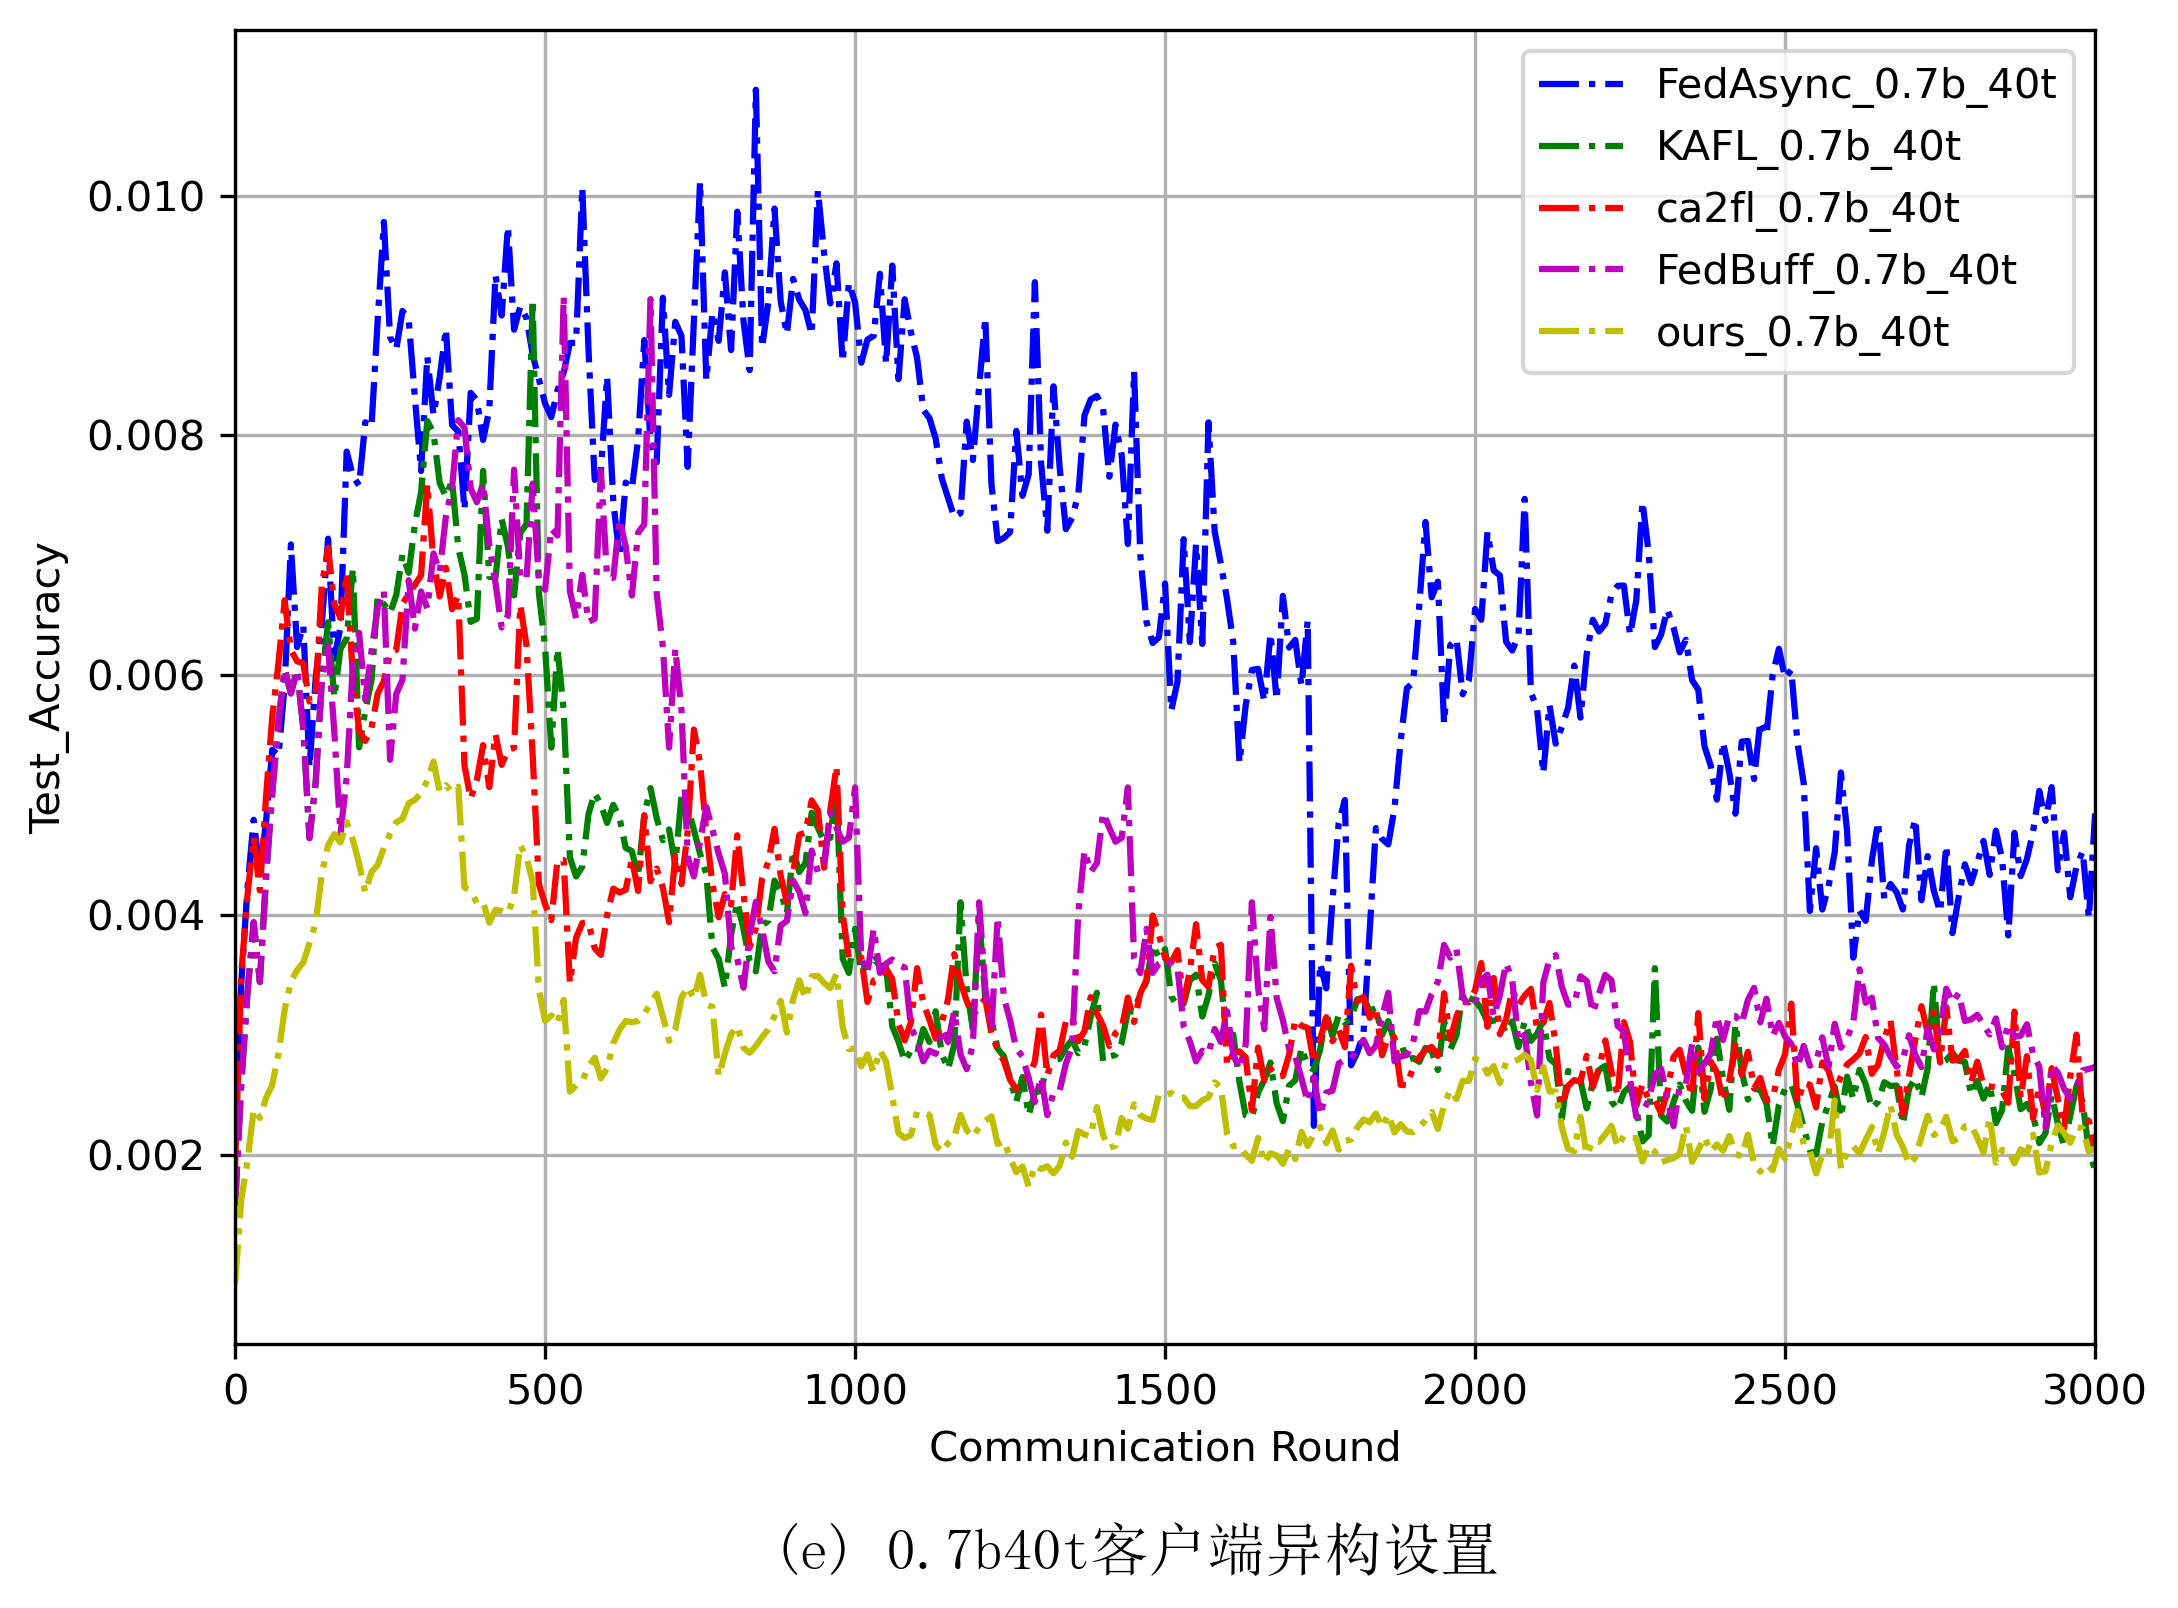 FedAsync_0.7b_40t
KAFL_0.7b_40t
ca2fl_0.7b_40t
FedBuff_0.7b_40t
ours_0.7b_40t
Test_Accuracy
0.010
0.008
0.006
0.004
0.002
0 500 1000 1500 2000 2500 3000
Communication Round
(e) 0.7b40t客户端异构设置